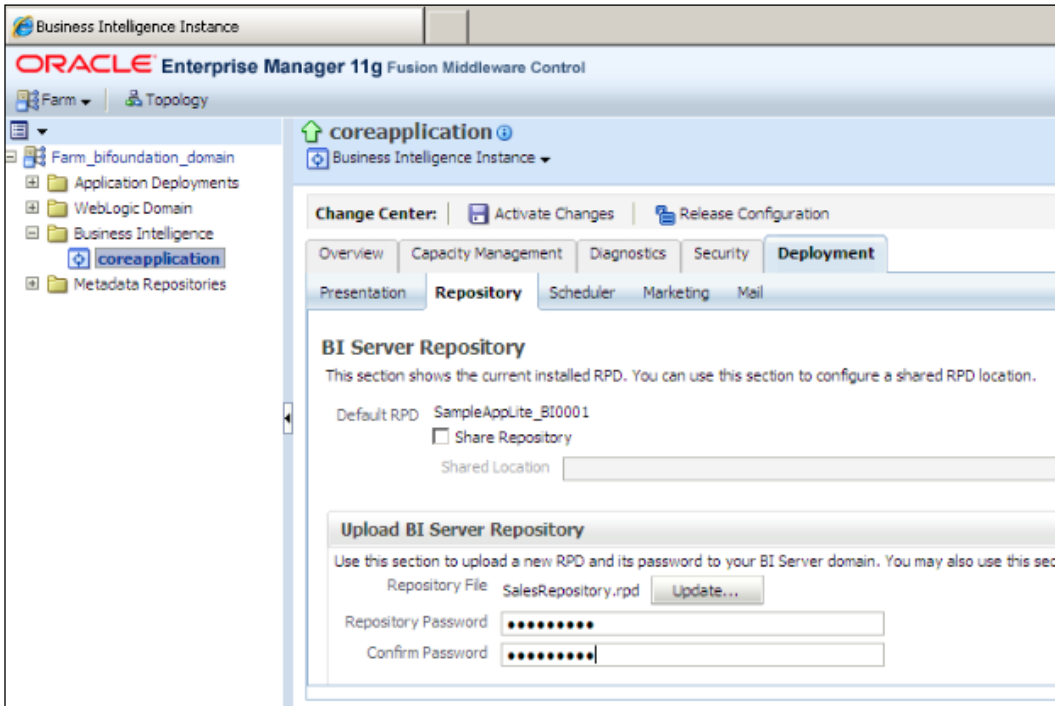 Business Intelligence Instance
ORACLE Enterprise Manager 11g Fusion Middleware Control
Farm Topology
Farm_bifoundation_domain
Application Deployments
WebLogic Domain
Business Intelligence
coreapplication
Metadata Repositories
coreapplication
Business Intelligence Instance
Change Center: Activate Changes Release Configuration
Overview Capacity Management Diagnostics Security Deployment
Presentation Repository Scheduler Marketing Mail
BI Server Repository
This section shows the current installed RPD. You can use this section to configure a shared RPD location.
Default RPD SampleAppLite_BI0001
Share Repository
Shared Location
Upload BI Server Repository
Use this section to upload a new RPD and its password to your BI Server domain. You may also use this sec
Repository File SalesRepository.rpd Update...
Repository Password •••••••••
Confirm Password •••••••••